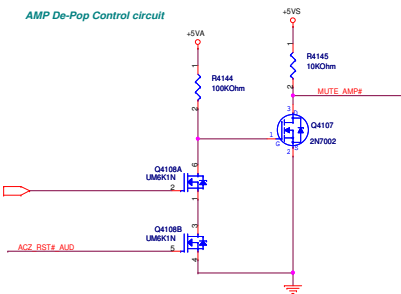 AMP De-Pop Control circuit
+5VA
+5VS
1
R4144
100KOhm
2
1
R4145
10KOhm
2
MUTE_AMP#
3
D
Q4107
1
G
S
2N7002
2
Q4108A
UM6K1N
6
2
1
Q4108B
UM6K1N
3
ACZ_RST#_AUD
5
4